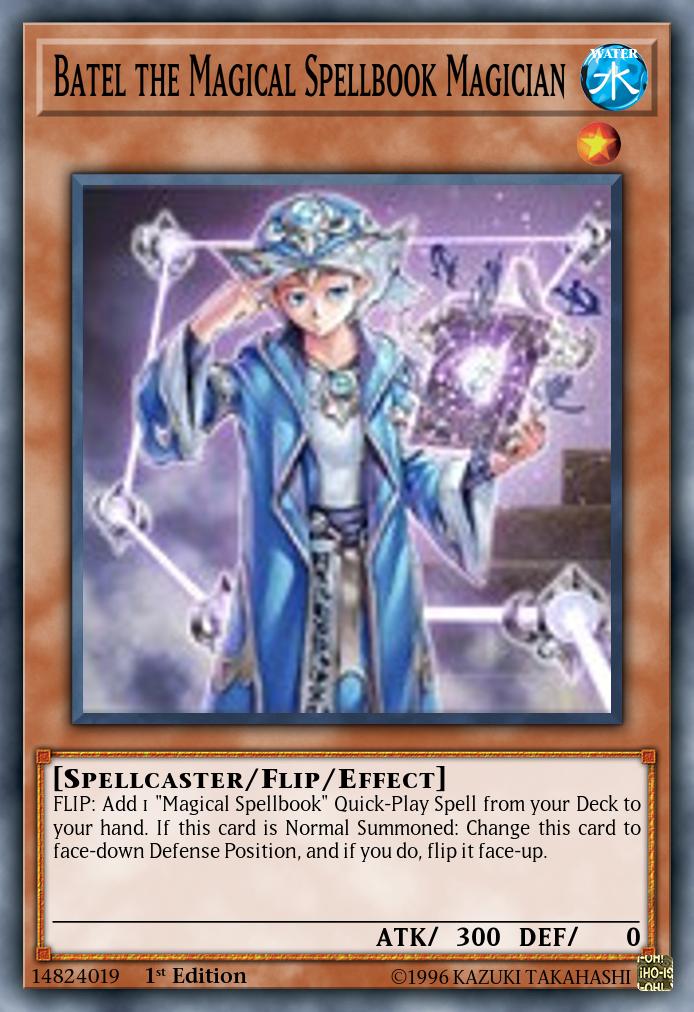 BATEL THE MAGICAL SPELLBOOK MAGICIAN
WATER
水
[SPELLCASTER/FLIP/EFFECT]
FLIP: Add 1 "Magical Spellbook" Quick-Play Spell from your Deck to
your hand. If this card is Normal Summoned: Change this card to
face-down Defense Position, and if you do, flip it face-up.
ATK/ 300 DEF/ 0
14824019 1st Edition ©1996 KAZUKI TAKAHASHI